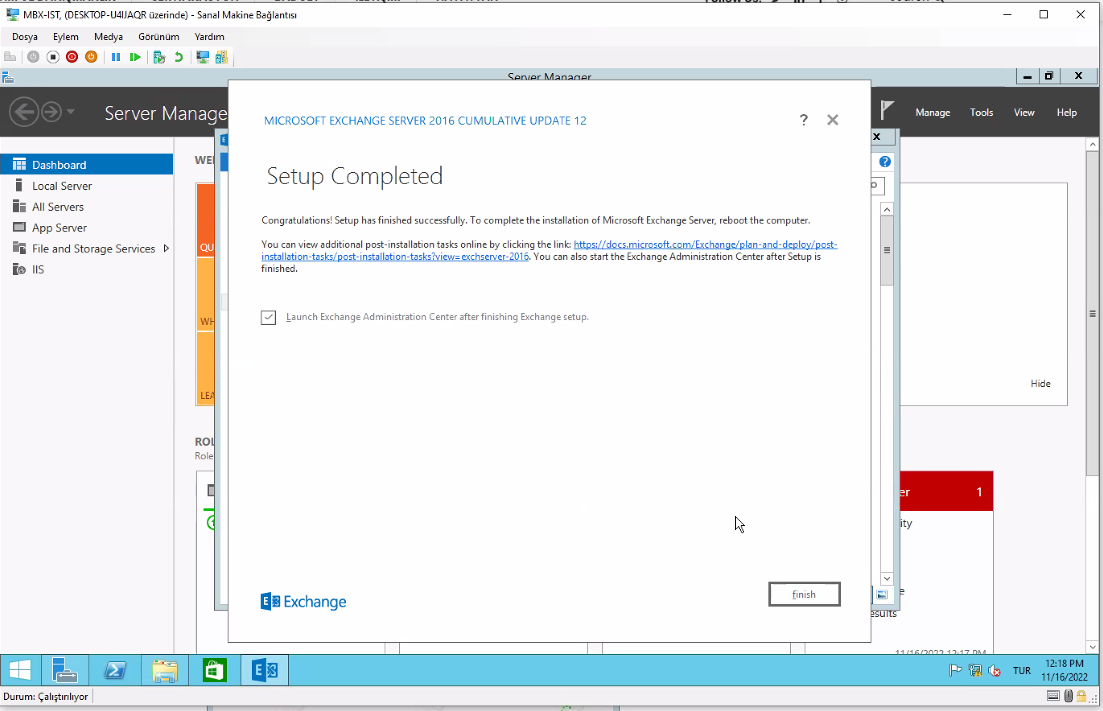 MBX-IST, (DESKTOP-U4IJAQR üzerinde) - Sanal Makine Bağlantısı
Dosya Eylem Medya Görünüm Yardım
Server Manager
Server Manage
Manage Tools View Help
Dashboard
Local Server
All Servers
App Server
File and Storage Services
IIS
WE
QU
WH
LEA
ROL
Role
MICROSOFT EXCHANGE SERVER 2016 CUMULATIVE UPDATE 12
? ✕
Setup Completed
Congratulations! Setup has finished successfully. To complete the installation of Microsoft Exchange Server, reboot the computer.
You can view additional post-installation tasks online by clicking the link: https://docs.microsoft.com/Exchange/plan-and-deploy/post-
installation-tasks/post-installation-tasks?view=exchserver-2016. You can also start the Exchange Administration Center after Setup is
finished.
Launch Exchange Administration Center after finishing Exchange setup.
Hide
er 1
ity
e
esults
11/16/2022 12:17 PM
Exchange
finish
TUR
12:18 PM
11/16/2022
Durum: Çalıştırılıyor